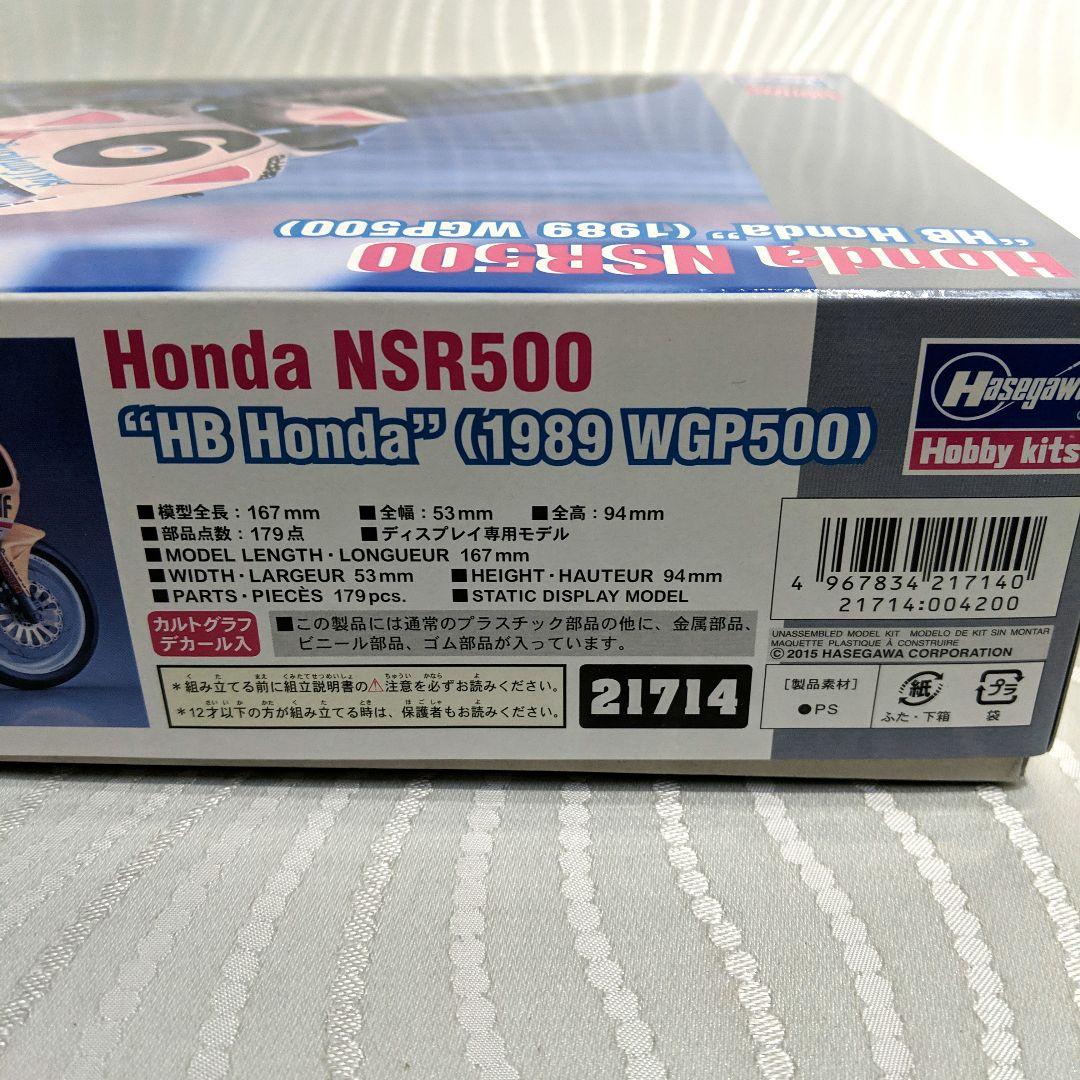 Honda NSR500
"HB Honda" (1989 WGP500)
6
Honda NSR500
“HB Honda”(1989 WGP500)
Hasegawa
Hobby kits
■模型全長：167mm ■全幅：53mm ■全高：94mm
■部品点数：179点 ■ディスプレイ専用モデル
■MODEL LENGTH・LONGUEUR 167mm
■WIDTH・LARGEUR 53mm ■HEIGHT・HAUTEUR 94mm
■PARTS・PIECÈS 179pcs. ■STATIC DISPLAY MODEL
カルトグラフ
デカール入
■この製品には通常のプラスチック部品の他に、金属部品、
ビニール部品、ゴム部品が入っています。
＊組み立てる前に組立説明書の⚠注意を必ずお読みください。
＊12才以下の方が組み立てる時は、保護者もお読みください。
21714
4 967834 217140
21714:004200
UNASSEMBLED MODEL KIT MODELO DE KIT SIN MONTAR
MAQUETTE PLASTIQUE À CONSTRUIRE
©2015 HASEGAWA CORPORATION
［製品素材］
●PS
紙
ふた・下箱
プラ
袋